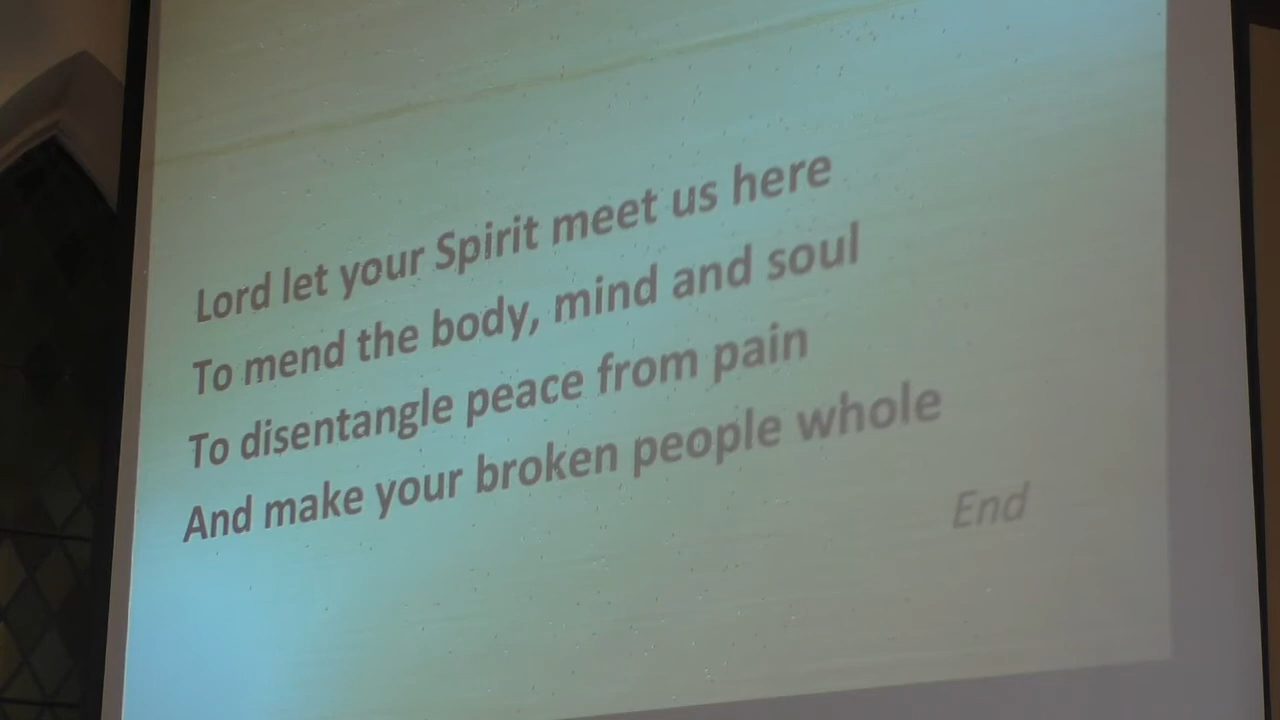 Lord let your Spirit meet us here
To mend the body, mind and soul
To disentangle peace from pain
And make your broken people whole
End